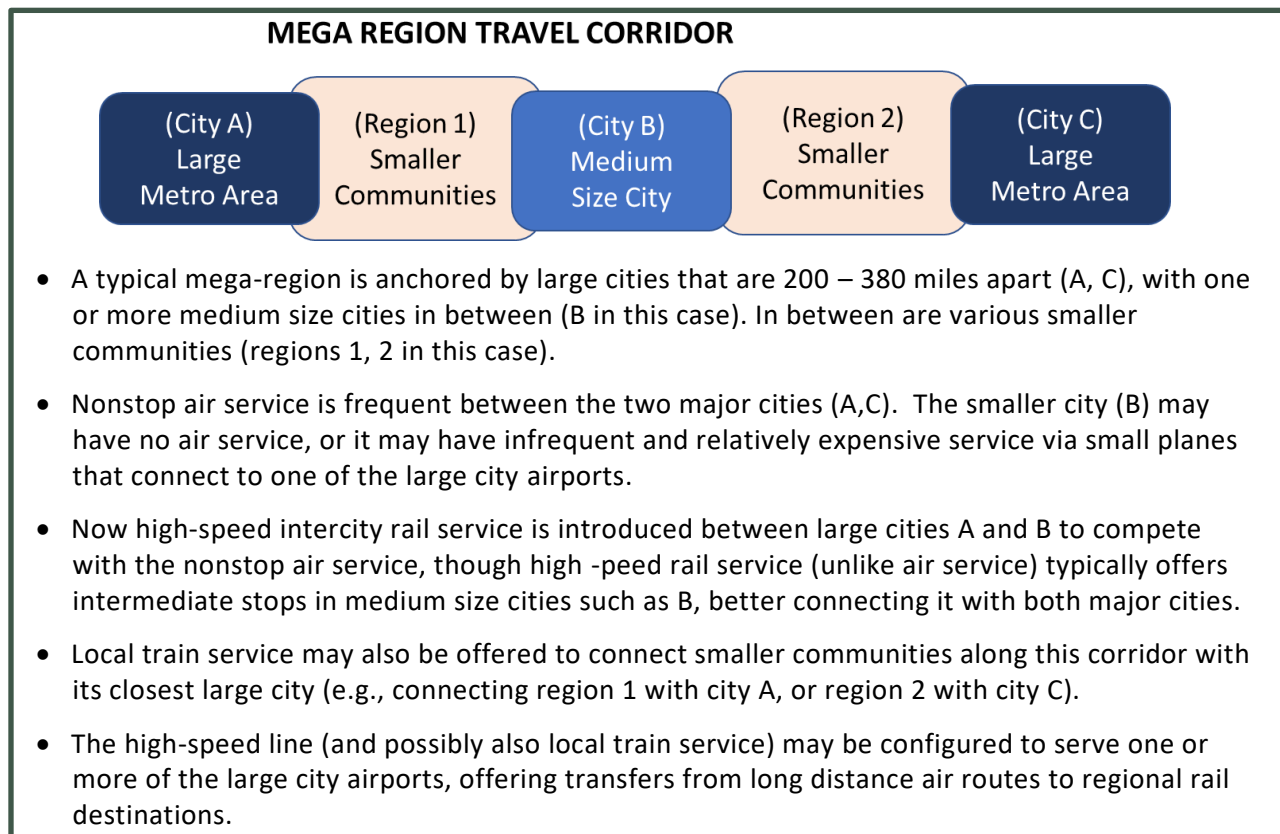 MEGA REGION TRAVEL CORRIDOR
(City A)
Large
Metro Area
(Region 1)
Smaller
Communities
(City B)
Medium
Size City
(Region 2)
Smaller
Communities
(City C)
Large
Metro Area
• A typical mega-region is anchored by large cities that are 200 – 380 miles apart (A, C), with one
or more medium size cities in between (B in this case). In between are various smaller
communities (regions 1, 2 in this case).
• Nonstop air service is frequent between the two major cities (A,C).  The smaller city (B) may
have no air service, or it may have infrequent and relatively expensive service via small planes
that connect to one of the large city airports.
• Now high-speed intercity rail service is introduced between large cities A and B to compete
with the nonstop air service, though high -peed rail service (unlike air service) typically offers
intermediate stops in medium size cities such as B, better connecting it with both major cities.
• Local train service may also be offered to connect smaller communities along this corridor with
its closest large city (e.g., connecting region 1 with city A, or region 2 with city C).
• The high-speed line (and possibly also local train service) may be configured to serve one or
more of the large city airports, offering transfers from long distance air routes to regional rail
destinations.